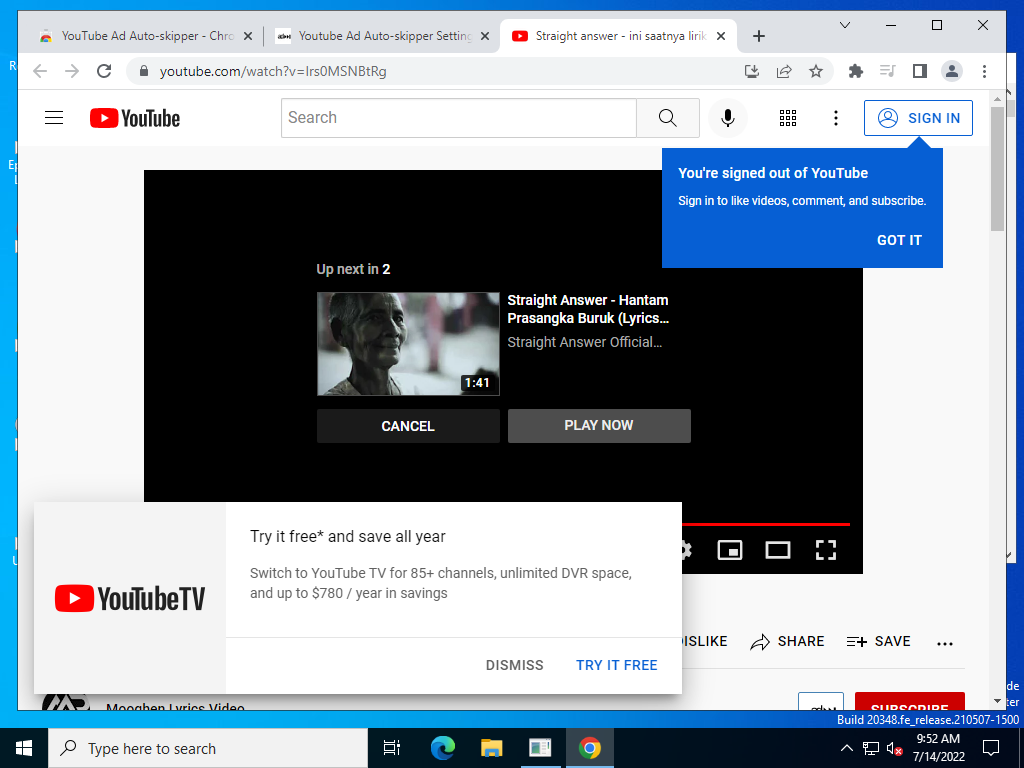 YouTube Ad Auto-skipper - Chro
Youtube Ad Auto-skipper Setting
Straight answer - ini saatnya lirik
youtube.com/watch?v=Irs0MSNBtRg
YouTube
Search
SIGN IN
You're signed out of YouTube
Sign in to like videos, comment, and subscribe.
GOT IT
Up next in 2
Straight Answer - Hantam
Prasangka Buruk (Lyrics...
Straight Answer Official...
1:41
CANCEL
PLAY NOW
Try it free* and save all year
Switch to YouTube TV for 85+ channels, unlimited DVR space,
and up to $780 / year in savings
YouTubeTV
DISMISS
TRY IT FREE
DISLIKE
SHARE
SAVE
Mooghen Lyrics Video
SUBSCRIBE
Build 20348.fe_release.210507-1500
Type here to search
9:52 AM
7/14/2022